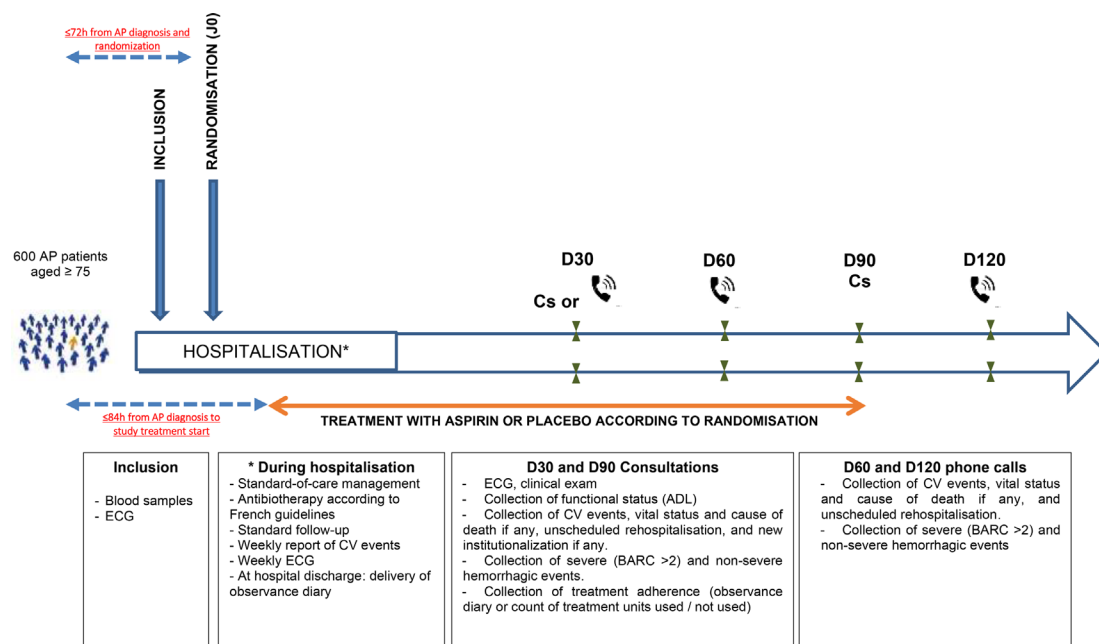 ≤72h from AP diagnosis and
randomization
INCLUSION
RANDOMISATION (J0)
600 AP patients
aged ≥ 75
D30
Cs or
D60
D90
Cs
D120
HOSPITALISATION*
≤84h from AP diagnosis to
study treatment start
TREATMENT WITH ASPIRIN OR PLACEBO ACCORDING TO RANDOMISATION
Inclusion
- Blood samples
- ECG
* During hospitalisation
- Standard-of-care management
- Antibiotherapy according to
French guidelines
- Standard follow-up
- Weekly report of CV events
- Weekly ECG
- At hospital discharge: delivery of
observance diary
D30 and D90 Consultations
- ECG, clinical exam
- Collection of functional status (ADL)
- Collection of CV events, vital status and cause of
death if any, unscheduled rehospitalisation, and new
institutionalization if any.
- Collection of severe (BARC >2) and non-severe
hemorrhagic events.
- Collection of treatment adherence (observance
diary or count of treatment units used / not used)
D60 and D120 phone calls
- Collection of CV events, vital status
and cause of death if any, and
unscheduled rehospitalisation.
- Collection of severe (BARC >2) and
non-severe hemorrhagic events